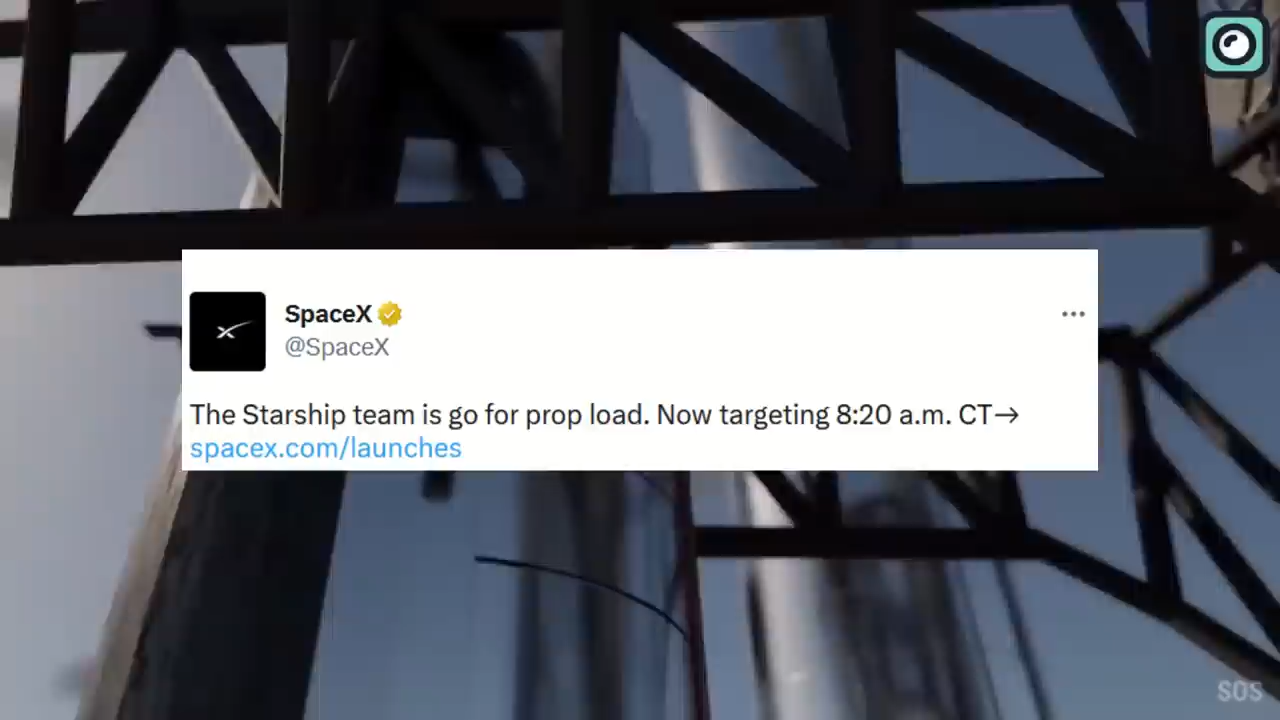 SpaceX
@SpaceX
The Starship team is go for prop load. Now targeting 8:20 a.m. CT→
spacex.com/launches
SOS